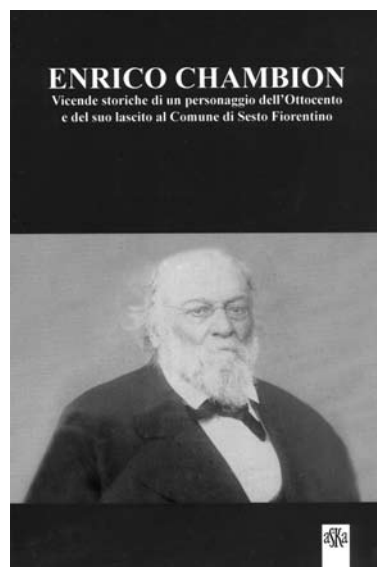 ENRICO CHAMBION
Vicende storiche di un personaggio dell'Ottocento
e del suo lascito al Comune di Sesto Fiorentino
aSKa